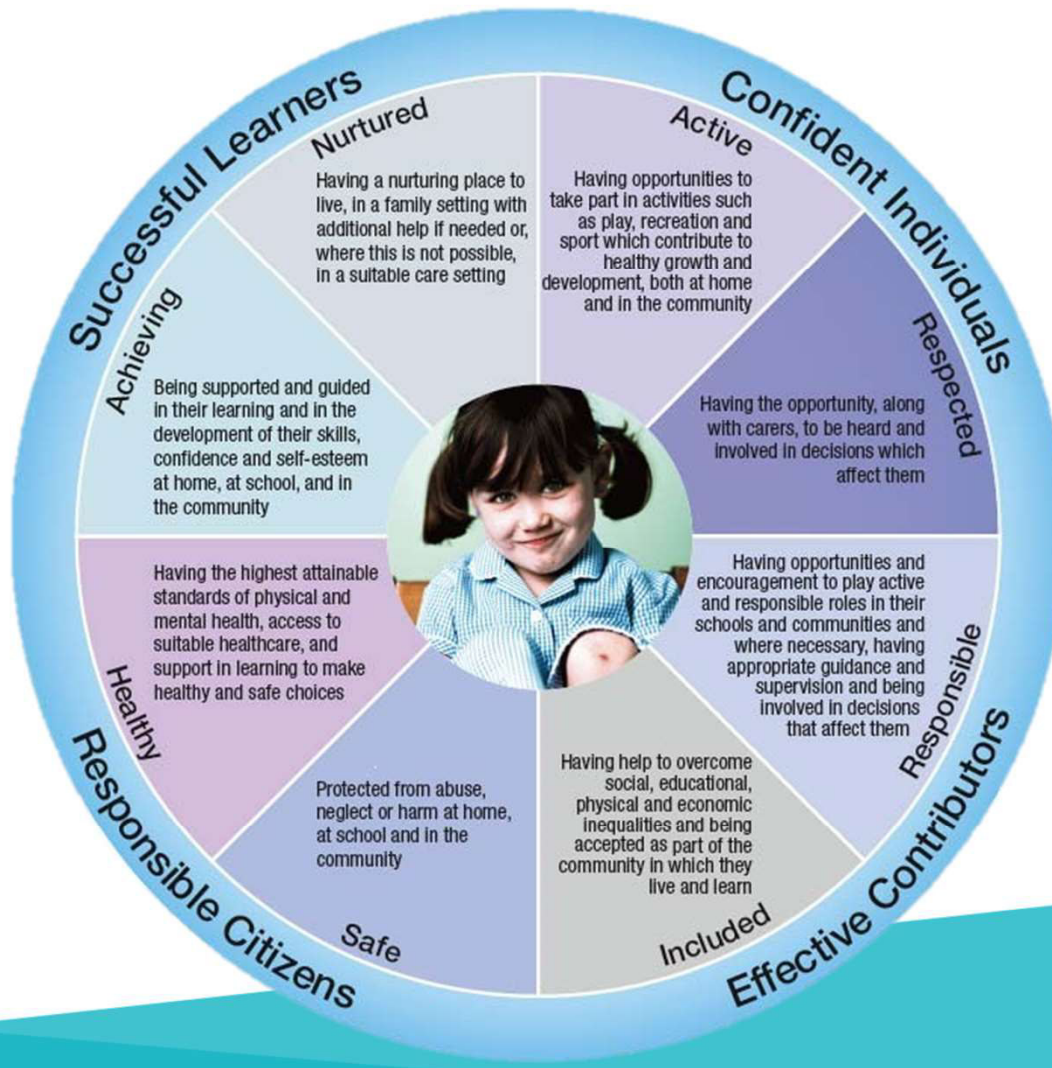 Successful Learners
Confident Individuals
Nurtured
Having a nurturing place to
live, in a family setting with
additional help if needed or,
where this is not possible,
in a suitable care setting
Active
Having opportunities to
take part in activities such
as play, recreation and
sport which contribute to
healthy growth and
development, both at home
and in the community
Achieving
Being supported and guided
in their learning and in the
development of their skills,
confidence and self-esteem
at home, at school, and in
the community
Respected
Having the opportunity, along
with carers, to be heard and
involved in decisions which
affect them
Healthy
Having the highest attainable
standards of physical and
mental health, access to
suitable healthcare, and
support in learning to make
healthy and safe choices
Responsible
Having opportunities and
encouragement to play active
and responsible roles in their
schools and communities and
where necessary, having
appropriate guidance and
supervision and being
involved in decisions
that affect them
Safe
Protected from abuse,
neglect or harm at home,
at school and in the
community
Included
Having help to overcome
social, educational,
physical and economic
inequalities and being
accepted as part of the
community in which they
live and learn
Responsible Citizens
Effective Contributors